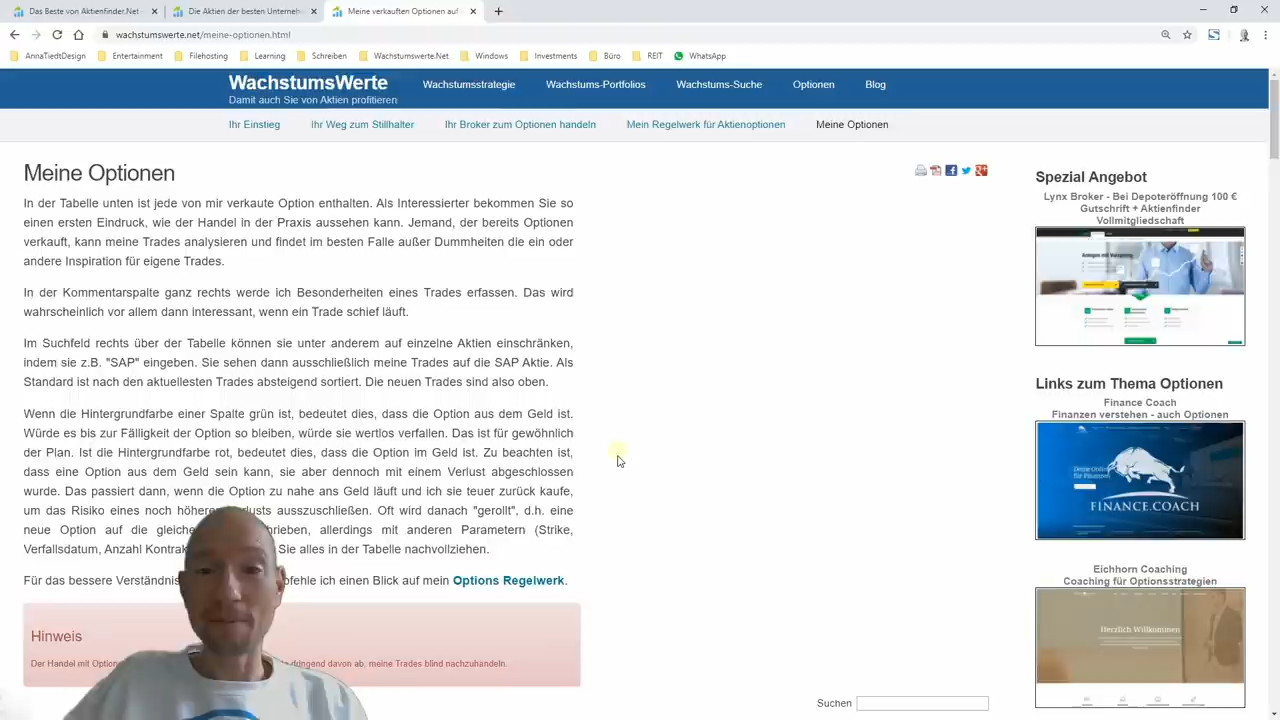 Das Beste von Aktienfinder.Net -
Die Aktien der besten Unterneh
Meine verkauften Optionen auf
wachstumswerte.net/meine-optionen.html
AnnaTiedtDesign
Entertainment
Filehosting
Learning
Schreiben
Wachstumswerte.Net
Windows
Investments
Büro
REIT
WhatsApp
WachstumsWerte
Damit auch Sie von Aktien profitieren
Wachstumsstrategie
Wachstums-Portfolios
Wachstums-Suche
Optionen
Blog
Ihr Einstieg
Ihr Weg zum Stillhalter
Ihr Broker zum Optionen handeln
Mein Regelwerk für Aktienoptionen
Meine Optionen
Meine Optionen
In der Tabelle unten ist jede von mir verkaute Option enthalten. Als Interessierter bekommen Sie so
einen ersten Eindruck, wie der Handel in der Praxis aussehen kann. Jemand, der bereits Optionen
verkauft, kann meine Trades analysieren und findet im besten Falle außer Dummheiten die ein oder
andere Inspiration für eigene Trades.
In der Kommentarspalte ganz rechts werde ich Besonderheiten eines Trades erfassen. Das wird
wahrscheinlich vor allem dann interessant, wenn ein Trade schief läuft.
Im Suchfeld rechts über der Tabelle können sie unter anderem auf einzelne Aktien einschränken,
indem sie z.B. "SAP" eingeben. Sie sehen dann ausschließlich meine Trades auf die SAP Aktie. Als
Standard ist nach den aktuellesten Trades absteigend sortiert. Die neuen Trades sind also oben.
Wenn die Hintergrundfarbe einer Spalte grün ist, bedeutet dies, dass die Option aus dem Geld ist.
Würde es bis zur Fälligkeit der Option so bleiben, würde sie wertlos verfallen. Das ist für gewöhnlich
der Plan. Ist die Hintergrundfarbe rot, bedeutet dies, dass die Option im Geld ist. Zu beachten ist,
dass eine Option aus dem Geld sein kann, sie aber dennoch mit einem Verlust abgeschlossen
wurde. Das passiert dann, wenn die Option zu nahe ans Geld läuft und ich sie teuer zurück kaufe,
um das Risiko eines noch höheren usts ausszuschließen. Oft wird danach "gerollt", d.h. eine
neue Option auf die gleiche hrieben, allerdings mit anderen Parametern (Strike,
Verfallsdatum, Anzahl Kontrak Sie alles in der Tabelle nachvollziehen.
Für das bessere Verständnis pfehle ich einen Blick auf mein Options Regelwerk.
Hinweis
Der Handel mit Option dringend davon ab, meine Trades blind nachzuhandeln.
Suchen
Spezial Angebot
Lynx Broker - Bei Depoteröffnung 100 €
Gutschrift + Aktienfinder
Vollmitgliedschaft
Links zum Thema Optionen
Finance Coach
Finanzen verstehen - auch Optionen
FINANCE.COACH
Eichhorn Coaching
Coaching für Optionsstrategien
Herzlich Willkommen